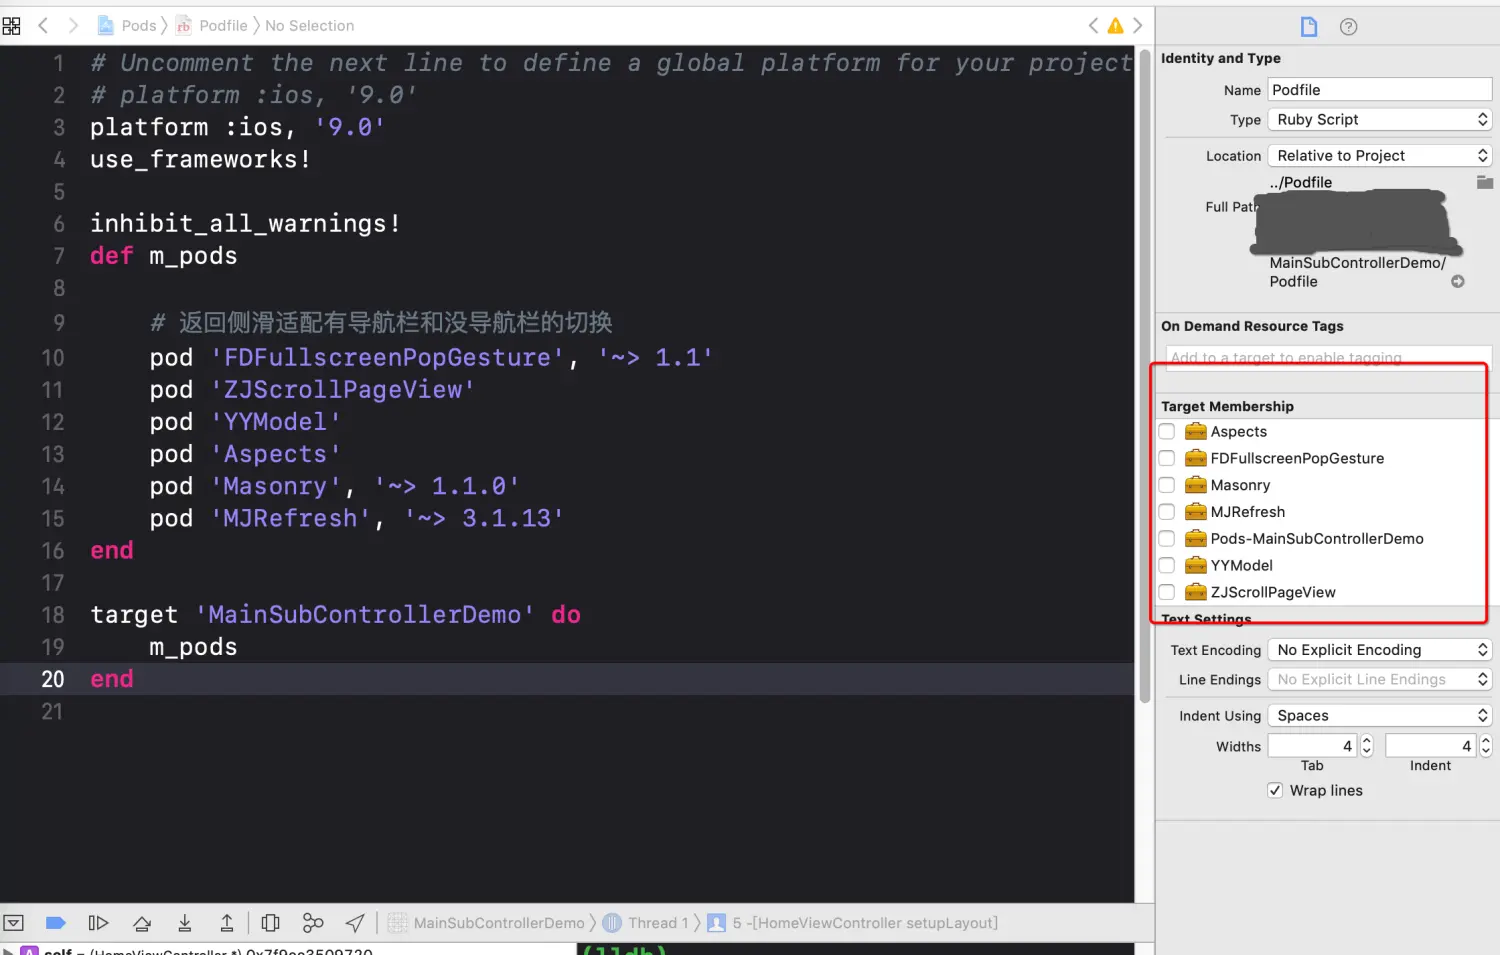 Pods Podfile No Selection
1 # Uncomment the next line to define a global platform for your project
2 # platform :ios, '9.0'
3 platform :ios, '9.0'
4 use_frameworks!
5
6 inhibit_all_warnings!
7 def m_pods
8
9 # 返回侧滑适配有导航栏和没导航栏的切换
10 pod 'FDFullscreenPopGesture', '~> 1.1'
11 pod 'ZJScrollPageView'
12 pod 'YYModel'
13 pod 'Aspects'
14 pod 'Masonry', '~> 1.1.0'
15 pod 'MJRefresh', '~> 3.1.13'
16 end
17
18 target 'MainSubControllerDemo' do
19 m_pods
20 end
21
MainSubControllerDemo Thread 1 5 -[HomeViewController setupLayout]
self = (HomeViewController *) 0x7f9ee3509720
(lldb)
Identity and Type
Name Podfile
Type Ruby Script
Location Relative to Project
../Podfile
Full Path
MainSubControllerDemo/
Podfile
On Demand Resource Tags
Add to a target to enable tagging
Target Membership
Aspects
FDFullscreenPopGesture
Masonry
MJRefresh
Pods-MainSubControllerDemo
YYModel
ZJScrollPageView
Text Settings
Text Encoding No Explicit Encoding
Line Endings No Explicit Line Endings
Indent Using Spaces
Widths 4 4
Tab Indent
Wrap lines